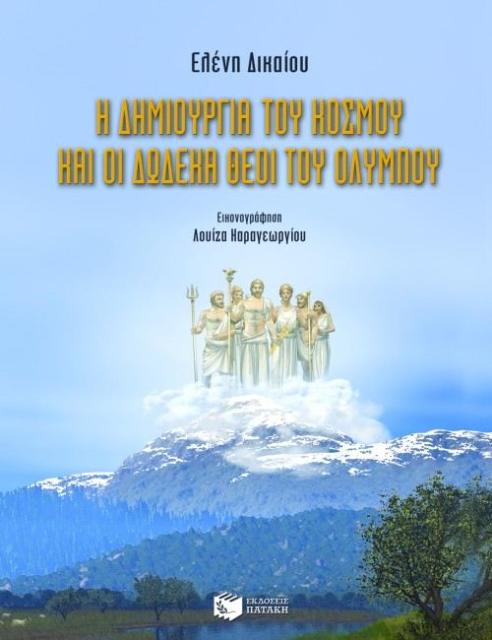 Ελένη Δικαίου
Η ΔΗΜΙΟΥΡΓΙΑ ΤΟΥ ΚΟΣΜΟΥ
ΚΑΙ ΟΙ ΔΩΔΕΚΑ ΘΕΟΙ ΤΟΥ ΟΛΥΜΠΟΥ
Εικονογράφηση
Λουίζα Καραγεωργίου
ΕΚΔΟΣΕΙΣ
ΠΑΤΑΚΗ